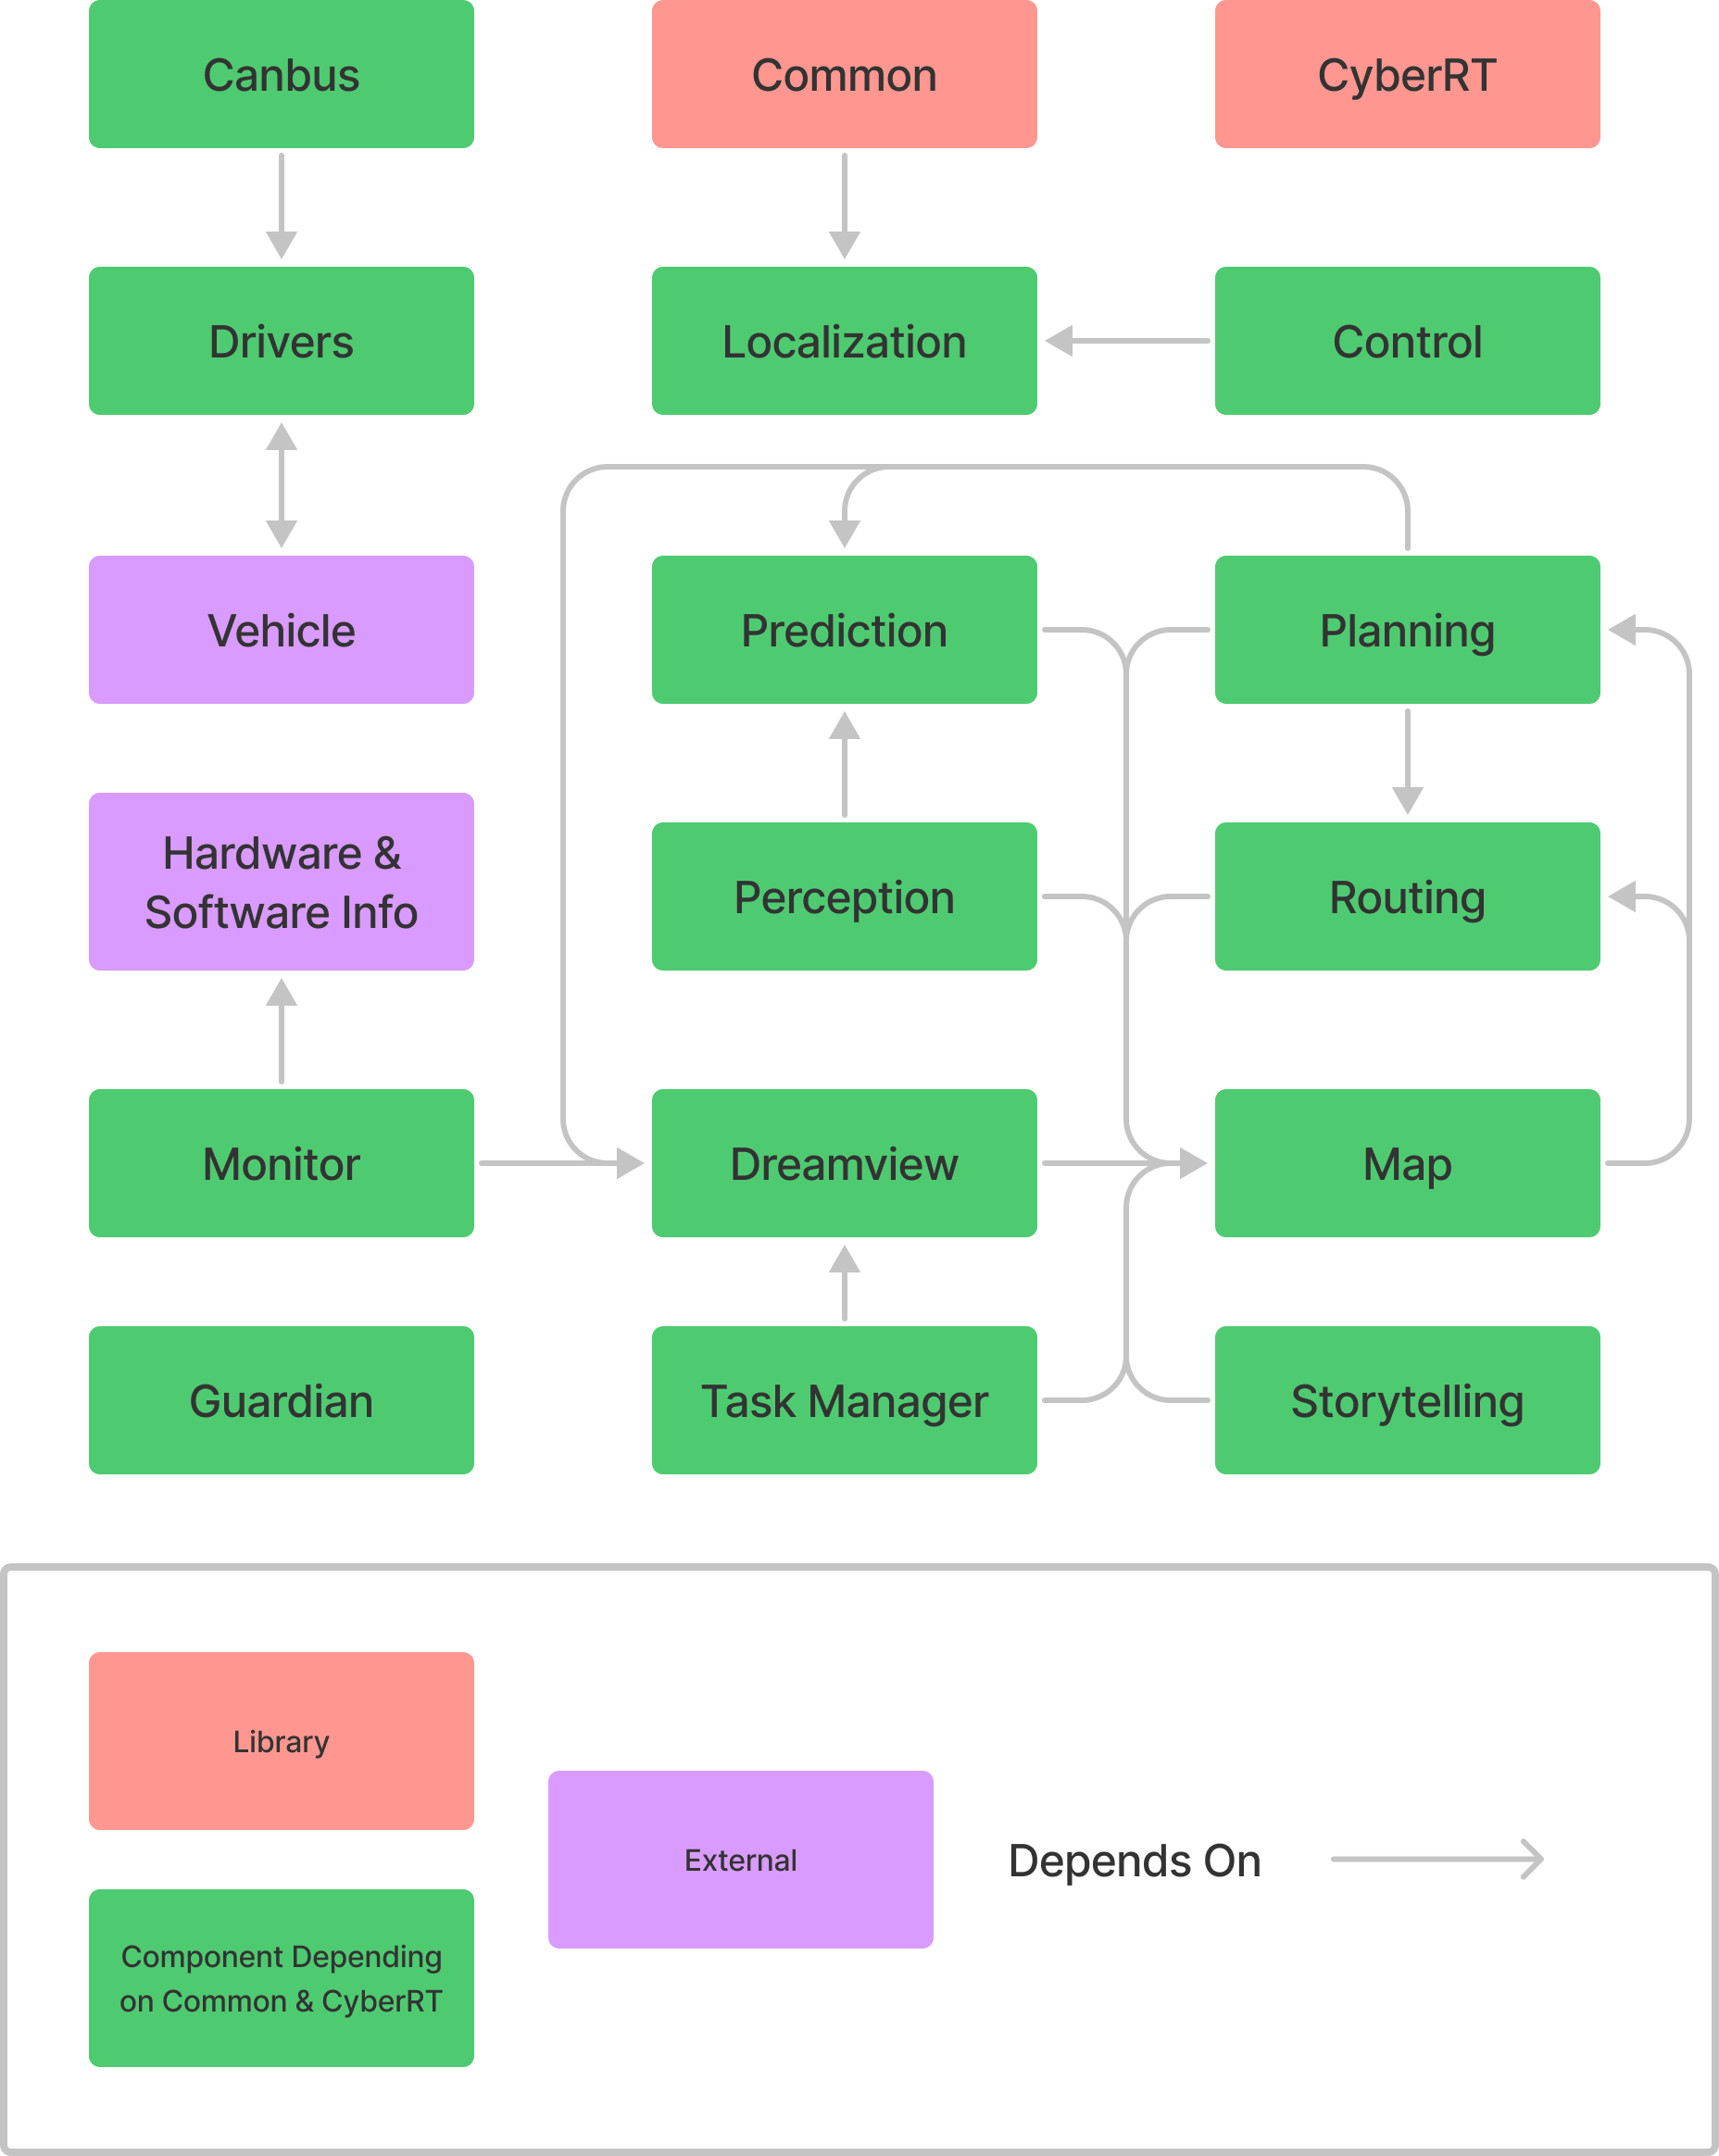 Canbus
Common
CyberRT
Drivers
Localization
Control
Vehicle
Prediction
Planning
Hardware &
Software Info
Perception
Routing
Monitor
Dreamview
Map
Guardian
Task Manager
Storytelling
Library
External
Depends On
Component Depending
on Common & CyberRT